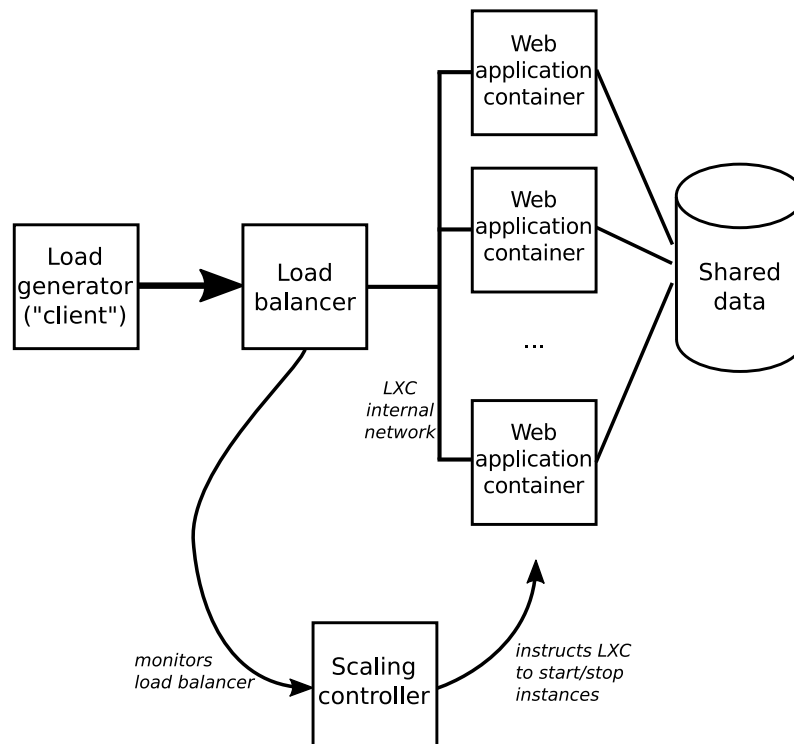 Web
application
container
Web
application
container
Load
generator
("client")
Load
balancer
Shared
data
...
LXC
internal
network
Web
application
container
monitors
load balancer
Scaling
controller
instructs LXC
to start/stop
instances